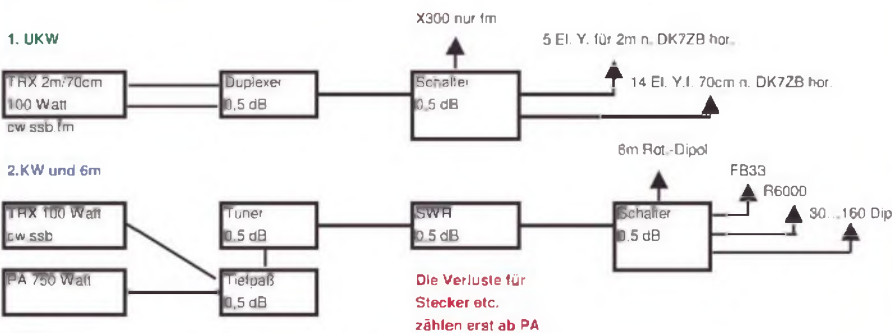 X300 nur fm
1. UKW
5 El. Y. für 2m n. DK7ZB hor.
TRX 2m/70cm
100 Watt
cw ssb fm
Duplexer
0,5 dB
Schalter
0,5 dB
14 El. Y.f. 70cm n. DK7ZB hor.
2.KW und 6m
6m Rot.-Dipol
FB33
R6000
80...160 Dip
TRX 100 Watt
cw ssb
Tuner
0,5 dB
SWR
0,5 dB
Schalter
0,5 dB
PA 750 Watt
Tiefpaß
0,5 dB
Die Verluste für
Stecker etc.
zählen erst ab PA